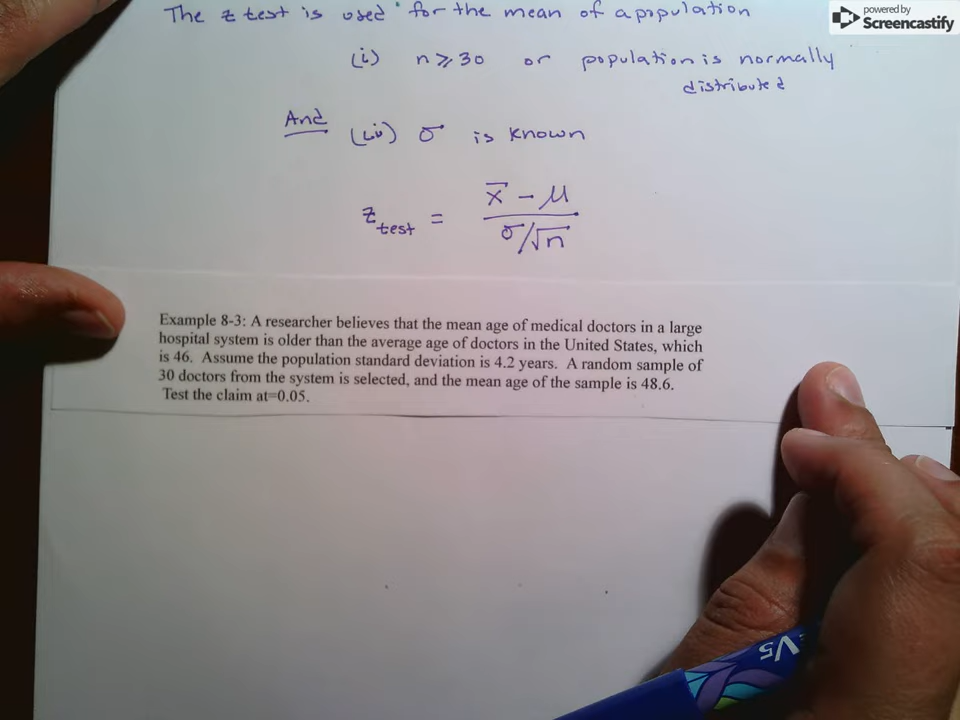 powered by
Screencastify
The z test is used for the mean of a population
(i) n ⩾ 30 or population is normally
distributed
And (ii) σ is known
z test = x̄ - μ
σ/√n
Example 8-3: A researcher believes that the mean age of medical doctors in a large
hospital system is older than the average age of doctors in the United States, which
is 46. Assume the population standard deviation is 4.2 years. A random sample of
30 doctors from the system is selected, and the mean age of the sample is 48.6.
Test the claim at=0.05.
V5